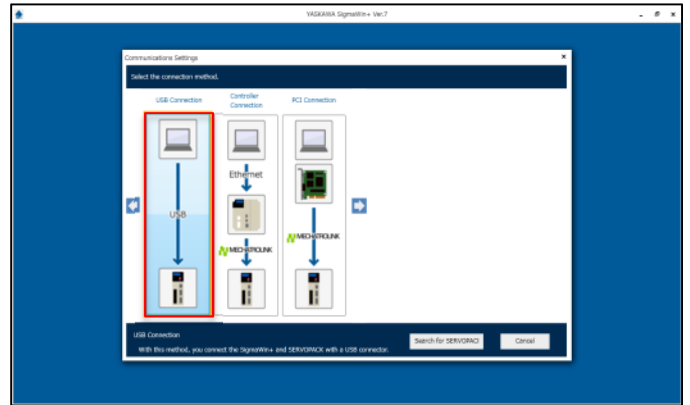 YASKAWA SigmaWin+ Ver.7
Communications Settings
Select the connection method.
USB Connection
Controller
Connection
PCI Connection
Ethernet
USB
MECHATROLINK
MECHATROLINK
USB Connection
With this method, you connect the SigmaWin+ and SERVOPACK with a USB connector.
Search for SERVOPACK
Cancel